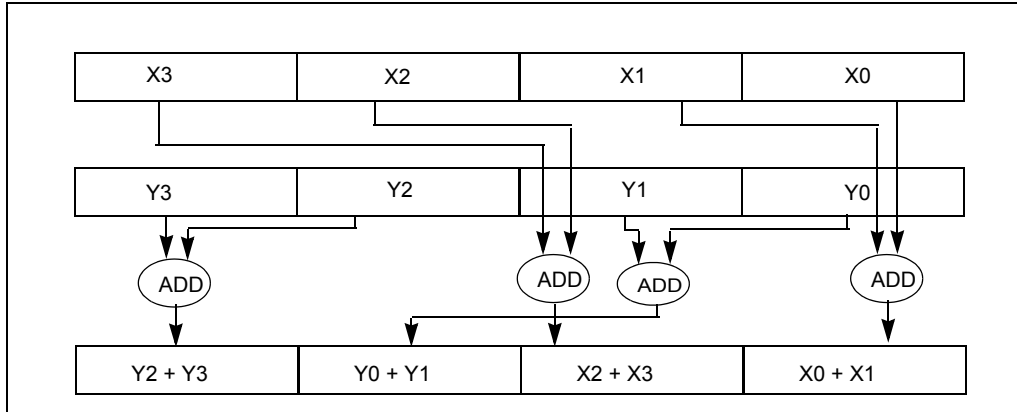 X3 X2 X1 X0
Y3 Y2 Y1 Y0
ADD ADD ADD ADD
Y2 + Y3 Y0 + Y1 X2 + X3 X0 + X1